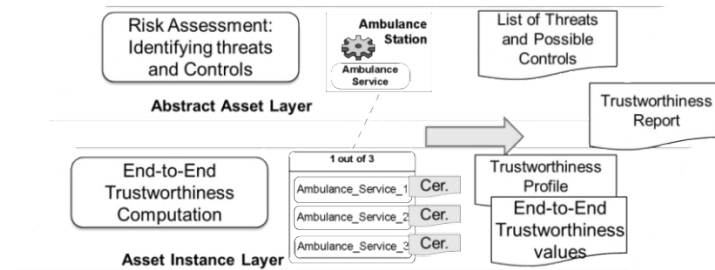 Risk Assessment:
Identifying threats
and Controls
Ambulance
Station
Ambulance
Service
List of Threats
and Possible
Controls
Abstract Asset Layer
Trustworthiness
Report
End-to-End
Trustworthiness
Computation
1 out of 3
Ambulance_Service_1
Cer.
Ambulance_Service_2
Cer.
Ambulance_Service_3
Cer.
Trustworthiness
Profile
End-to-End
Trustworthiness
values
Asset Instance Layer